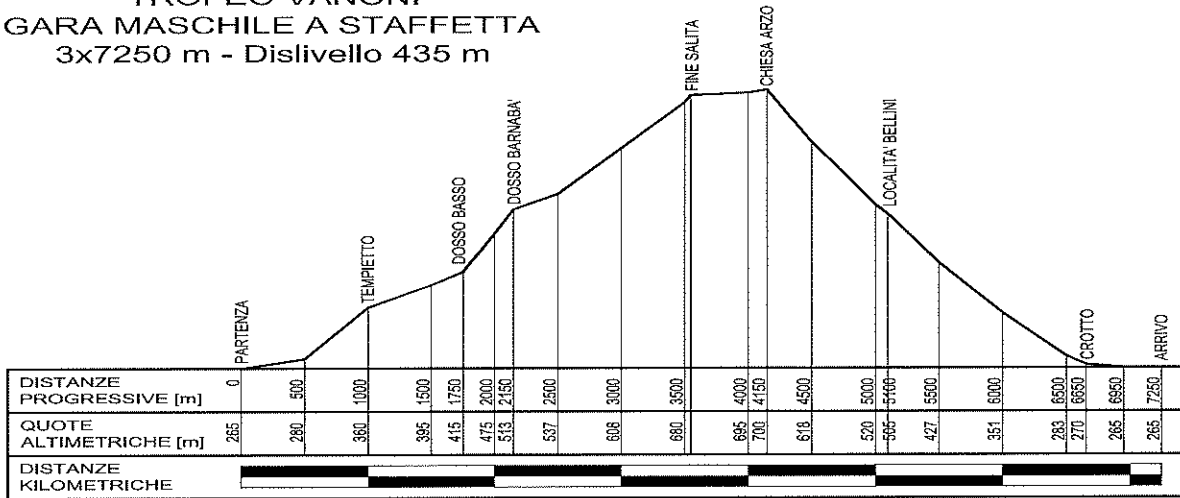 TROFEO VANONI
GARA MASCHILE A STAFFETTA
3x7250 m - Dislivello 435 m
PARTENZA
TEMPIETTO
DOSSO BASSO
DOSSO BARNABA'
FINE SALITA
CHIESA ARZO
LOCALITA' BELLINI
CROTTO
ARRIVO
DISTANZE
PROGRESSIVE [m]
0 500 1000 1500 1750 2000 2150 2500 3000 3500 4000 4150 4500 5000 5100 5500 6000 6500 6650 6950 7250
QUOTE
ALTIMETRICHE [m]
265 280 360 395 415 475 513 537 608 680 695 700 618 520 505 427 351 283 270 265 265
DISTANZE
KILOMETRICHE